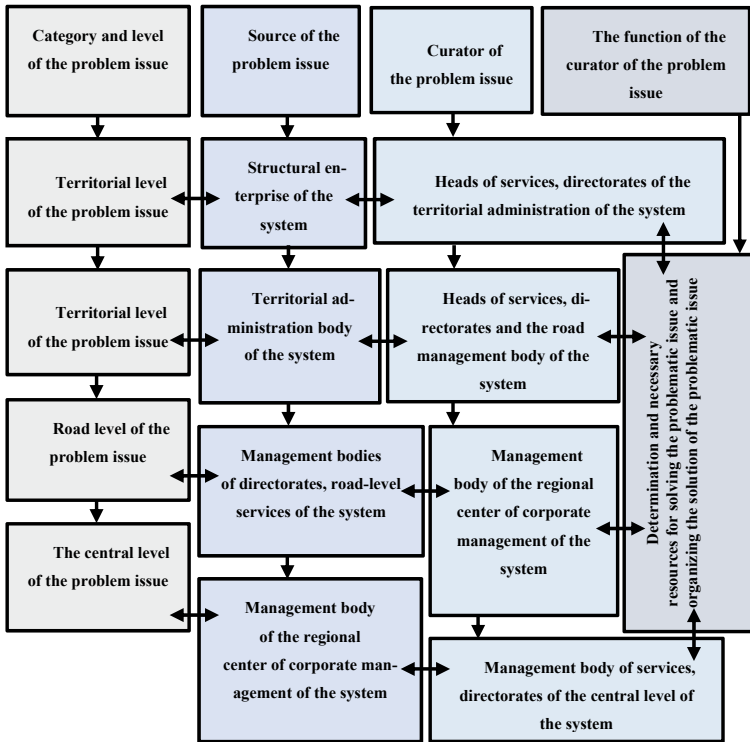 Category and level
of the problem issue
Source of the
problem issue
Curator of
the problem issue
The function of the
curator of the problem
issue
Territorial level
of the problem issue
Structural en-
terprise of the
system
Heads of services, directorates of the
territorial administration of the system
Territorial level
of the problem issue
Territorial ad-
ministration body
of the system
Heads of services, di-
rectorates and the road
management body of the
system
Determination and necessary
resources for solving the problematic issue and
organizing the solution of the problematic issue
Road level of the
problem issue
Management bodies
of directorates, road-level
services of the system
Management
body of the regional
center of corporate
management of the
system
The central level
of the problem issue
Management body
of the regional
center of corporate man-
agement of the system
Management body of services,
directorates of the central level of
the system